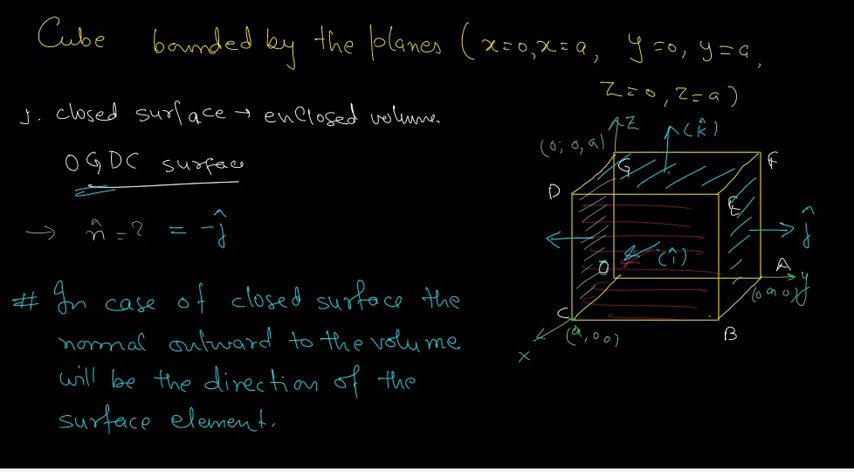 Cube bounded by the planes (x=0, x=a, y=0, y=a,
z=0, z=a)
closed surface → enclosed volume.
OGDC surface
→ n̂ = ? = -ĵ
# In case of closed surface the
normal outward to the volume
will be the direction of the
surface element.
z
(k̂)
(0, 0, a)
G
F
D
E
ĵ
(î)
O
A
y
(0 a, 0)
C
(a, 0 0)
B
x